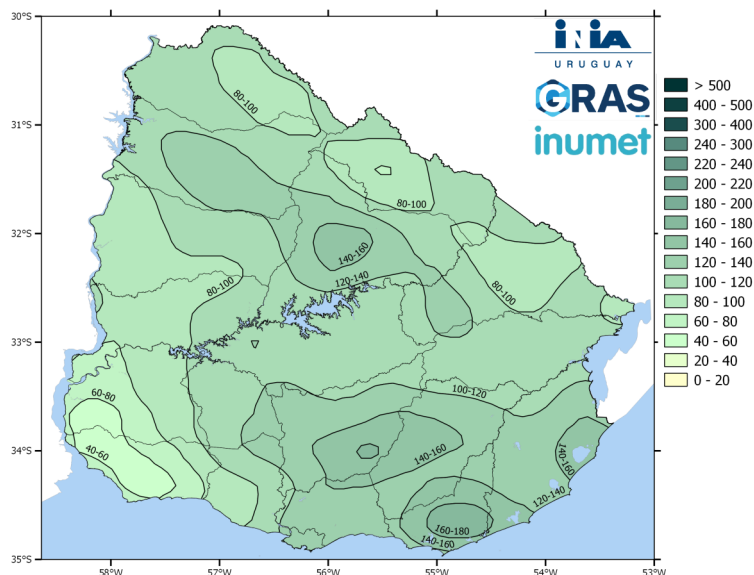 30°S
31°S
32°S
33°S
34°S
35°S
58°W
57°W
56°W
55°W
54°W
53°W
iNiA
URUGUAY
GRAS
inumet
> 500
400 - 500
300 - 400
240 - 300
220 - 240
200 - 220
180 - 200
160 - 180
140 - 160
120 - 140
100 - 120
80 - 100
60 - 80
40 - 60
20 - 40
0 - 20
80-100
80-100
140-160
120-140
80-100
80-100
60-80
100-120
40-60
140-160
140-160
120-140
160-180
140-160